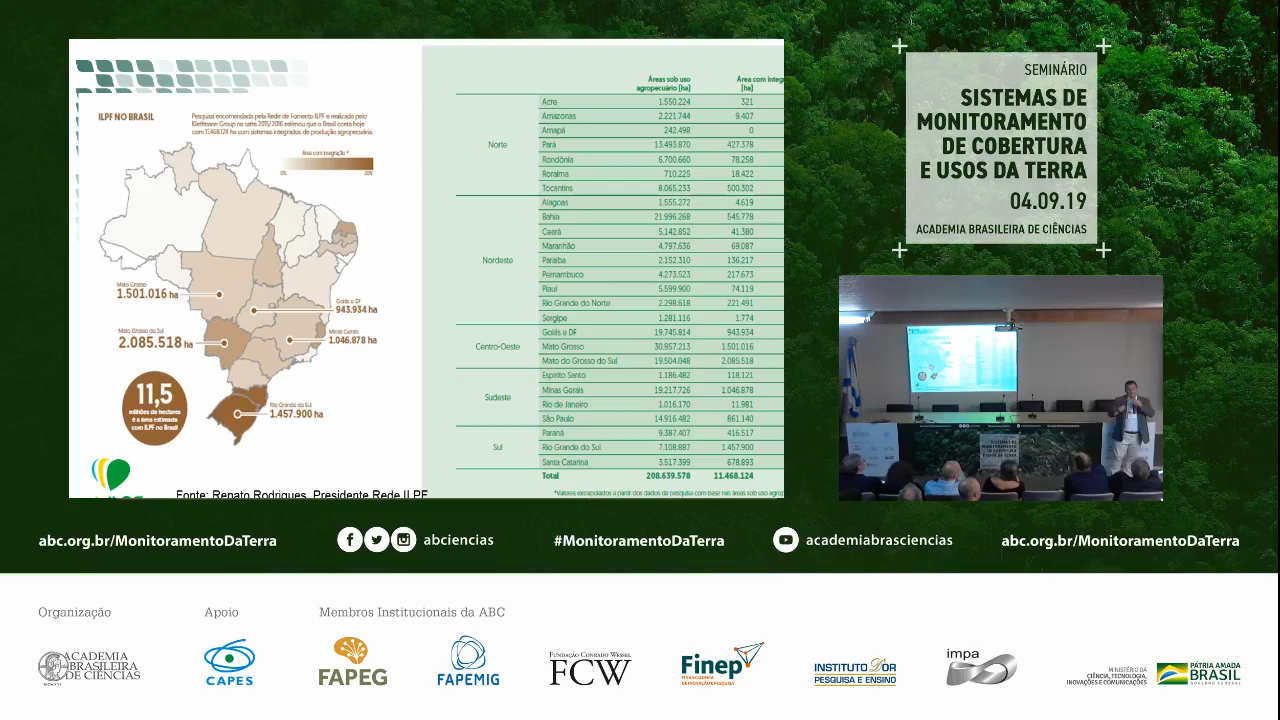 ILPF NO BRASIL
Pesquisa encomendada pela Rede de Fomento ILPF e realizada pelo
Kleffmann Group na safra 2015/2016 estimou que o Brasil conta hoje
com 11.468.124 ha com sistemas integrados de produção agropecuária.
Área com integração *
0%
20%
Mato Grosso
1.501.016 ha
Goiás e DF
943.934 ha
Mato Grosso do Sul
2.085.518 ha
Minas Gerais
1.046.878 ha
Rio Grande do Sul
1.457.900 ha
11,5
milhões de hectares
é a área estimada
com ILPF no Brasil
Fonte: Renato Rodrigues, Presidente Rede ILPF
Áreas sob uso agropecuário [ha]
Área com integ [ha]
Norte
Acre 1.550.224 321
Amazonas 2.221.744 9.407
Amapá 242.498 0
Pará 13.493.870 427.378
Rondônia 6.700.660 78.258
Roraima 710.225 18.422
Tocantins 8.065.233 500.302
Nordeste
Alagoas 1.555.272 4.619
Bahia 21.996.268 545.778
Ceará 5.142.852 41.380
Maranhão 4.797.636 69.087
Paraíba 2.152.310 136.217
Pernambuco 4.273.523 217.673
Piauí 5.599.900 74.119
Rio Grande do Norte 2.298.618 221.491
Sergipe 1.281.116 1.774
Centro-Oeste
Goiás e DF 19.745.814 943.934
Mato Grosso 30.957.213 1.501.016
Mato do Grosso do Sul 19.504.048 2.085.518
Sudeste
Espírito Santo 1.186.482 118.121
Minas Gerais 19.217.726 1.046.878
Rio de Janeiro 1.016.170 11.981
São Paulo 14.916.482 861.140
Sul
Paraná 9.387.407 416.517
Rio Grande do Sul 7.108.887 1.457.900
Santa Catarina 3.517.399 678.893
Total 208.639.578 11.468.124
*Valores extrapolados a partir dos dados da pesquisa com base nas áreas sob uso agrop
SEMINÁRIO
SISTEMAS DE
MONITORAMENTO
DE COBERTURA
E USOS DA TERRA
04.09.19
ACADEMIA BRASILEIRA DE CIÊNCIAS
abc.org.br/MonitoramentoDaTerra
abciencias
#MonitoramentoDaTerra
academiabrasciencias
abc.org.br/MonitoramentoDaTerra
Organização
Apoio
Membros Institucionais da ABC
ACADEMIA
BRASILEIRA
DE CIÊNCIAS
CAPES
FAPEG
FAPEMIG
FUNDAÇÃO CONRADO WESSEL
FCW
Finep
FINANCIADORA
DE INOVAÇÃO E PESQUISA
INSTITUTO D'OR
PESQUISA E ENSINO
impa
MINISTÉRIO DA
CIÊNCIA, TECNOLOGIA,
INOVAÇÕES E COMUNICAÇÕES
PÁTRIA AMADA
BRASIL
GOVERNO FEDERAL